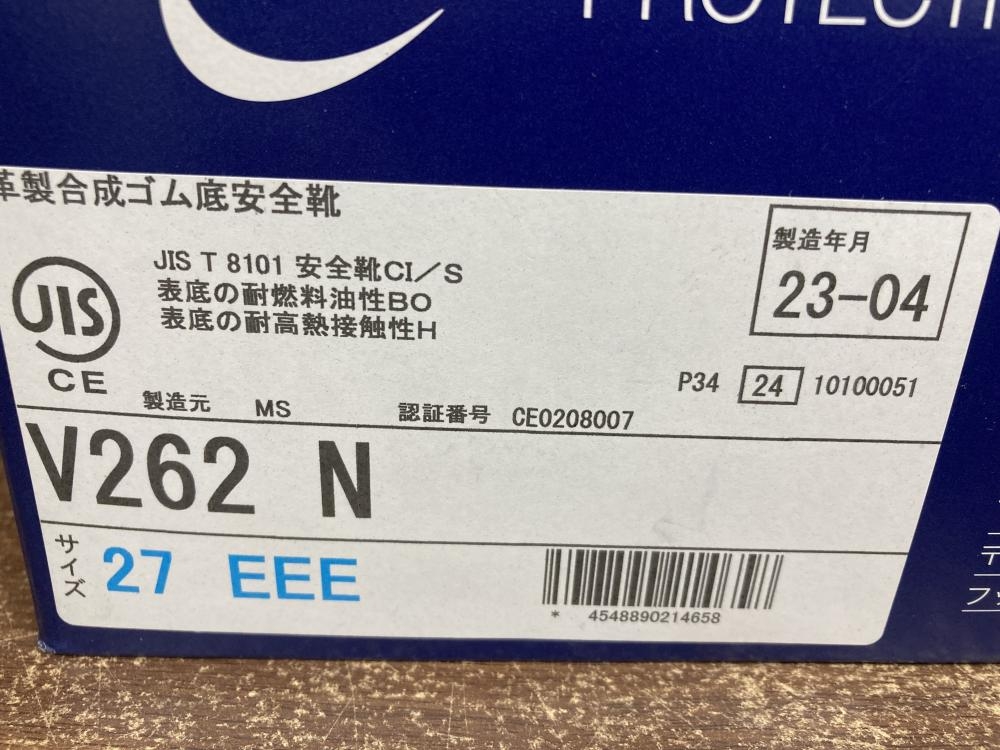 PROTECTI
革製合成ゴム底安全靴
JIS T 8101 安全靴CI／S
表底の耐燃料油性BO
表底の耐高熱接触性H
JIS
CE
製造年月
23-04
P34 24 10100051
製造元 MS 認証番号 CE0208007
V262 N
サイズ 27 EEE
* 4548890214658